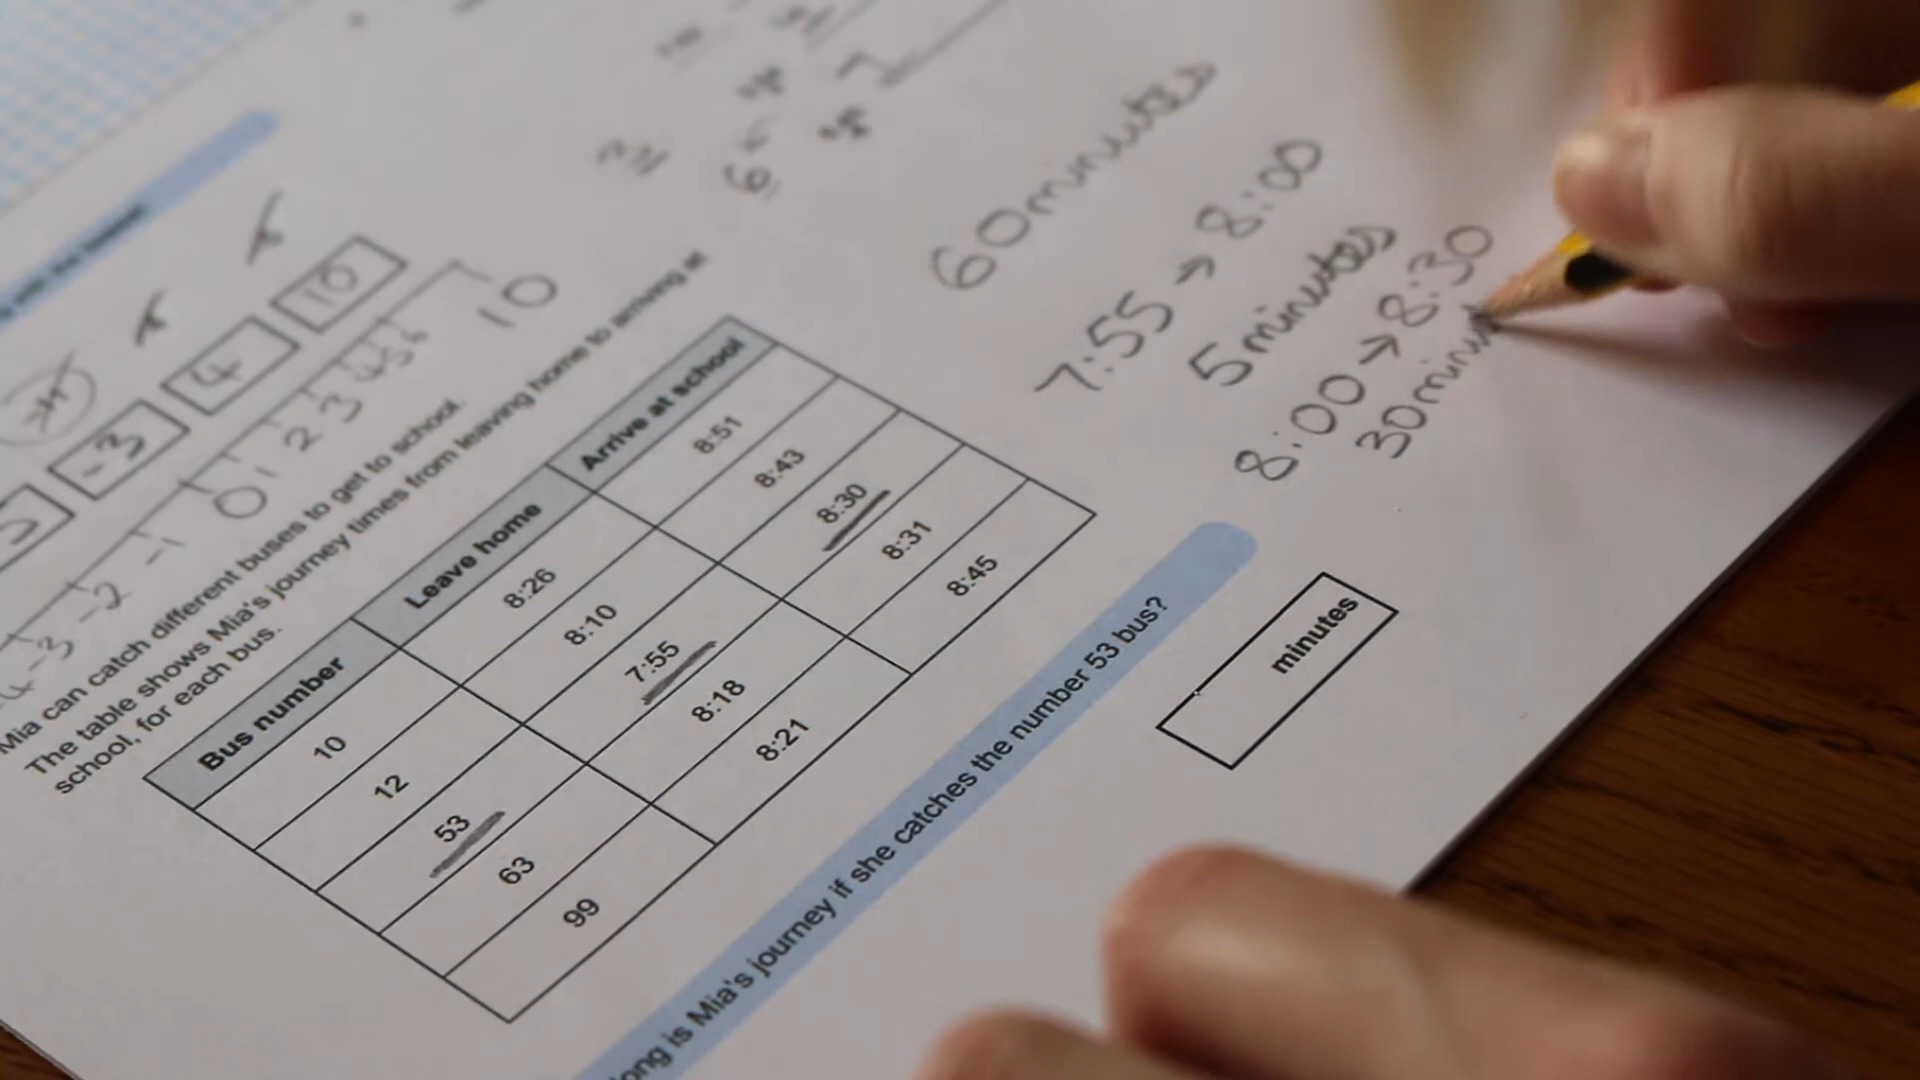 10
4
-3
-3 -2 -1 0 1 2 3 4 5 6 10
Mia can catch different buses to get to school.
The table shows Mia's journey times from leaving home to arriving at
school, for each bus.
Bus number Leave home Arrive at school
10 8:26 8:51
12 8:10 8:43
53 7:55 8:30
63 8:18 8:31
99 8:21 8:45
60 minutes
7:55 → 8:00
5 minutes
8:00 → 8:30
30 minu
long is Mia's journey if she catches the number 53 bus?
minutes